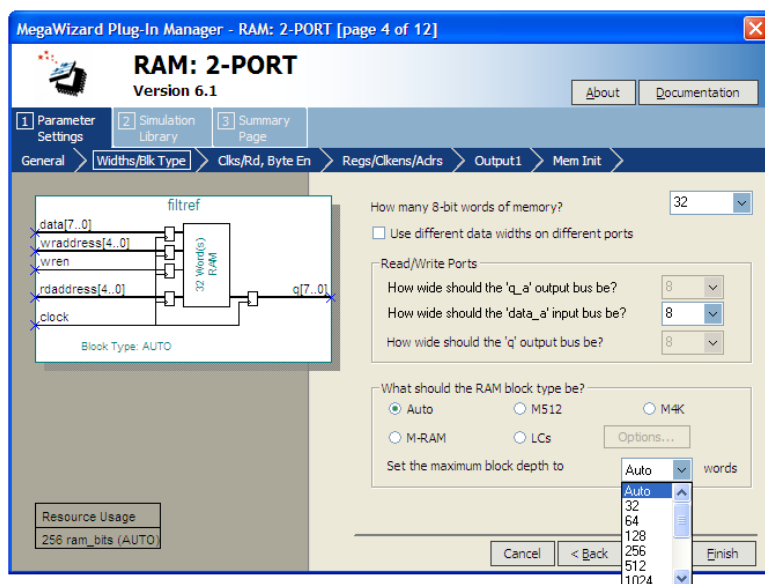 MegaWizard Plug-In Manager - RAM: 2-PORT [page 4 of 12]
RAM: 2-PORT
Version 6.1
About
Documentation
1 Parameter Settings
2 Simulation Library
3 Summary Page
General
Widths/Blk Type
Clks/Rd, Byte En
Regs/Clkens/Adrs
Output1
Mem Init
filtref
data[7..0]
wraddress[4..0]
wren
rdaddress[4..0]
clock
32 Word(s)
RAM
q[7..0]
Block Type: AUTO
Resource Usage
256 ram_bits (AUTO)
How many 8-bit words of memory?
32
Use different data widths on different ports
Read/Write Ports
How wide should the 'q_a' output bus be?
8
How wide should the 'data_a' input bus be?
8
How wide should the 'q' output bus be?
8
What should the RAM block type be?
Auto
M512
M4K
M-RAM
LCs
Options...
Set the maximum block depth to
Auto
words
Auto
32
64
128
256
512
1024
Cancel
< Back
Finish